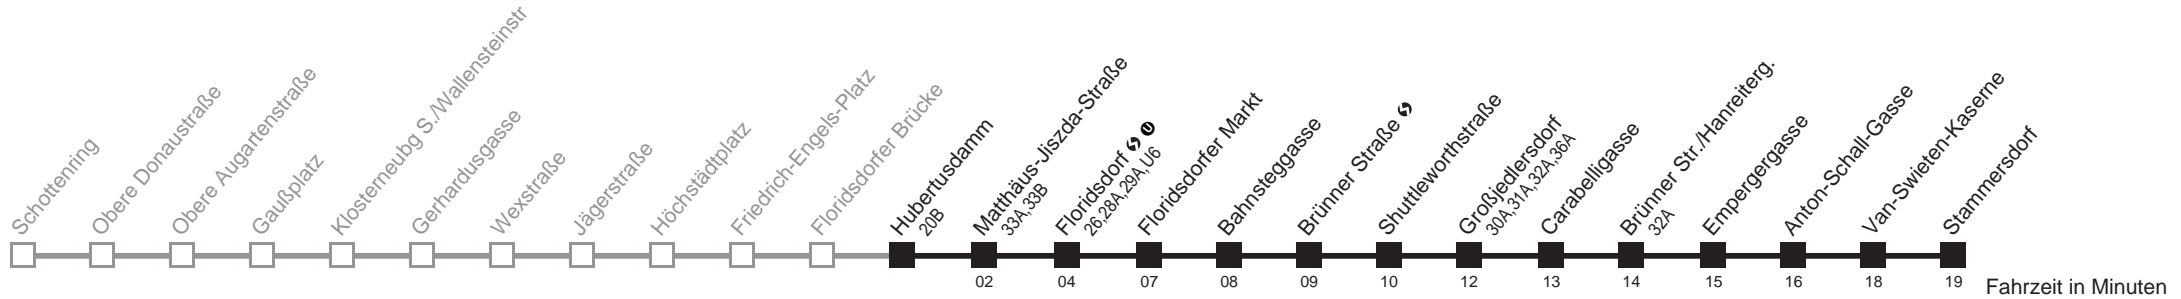 Schottenring
Obere Donaustraße
Obere Augartenstraße
Gaußplatz
Klosterneubg S./Wallensteinstr
Gerhardusgasse
Wexstraße
Jägerstraße
Höchstädtplatz
Friedrich-Engels-Platz
Floridsdorfer Brücke
Hubertusdamm
20B
Matthäus-Jiszda-Straße
33A,33B
Floridsdorf S U
26,28A,29A,U6
Floridsdorfer Markt
Bahnsteggasse
Brünner Straße S
Shuttleworthstraße
Großjedlersdorf
30A,31A,32A,36A
Carabelligasse
Brünner Str./Hanreiterg.
32A
Empergergasse
Anton-Schall-Gasse
Van-Swieten-Kaserne
Stammersdorf
02 04 07 08 09 10 12 13 14 15 16 18 19 Fahrzeit in Minuten